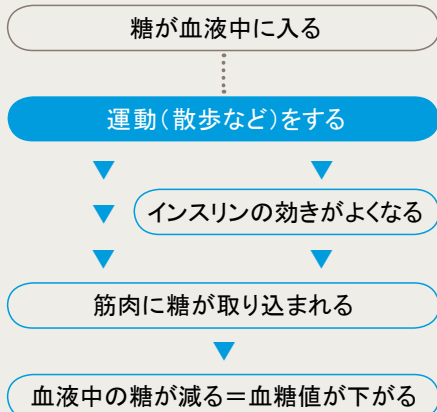 糖が血液中に入る
運動(散歩など)をする
インスリンの効きがよくなる
筋肉に糖が取り込まれる
血液中の糖が減る＝血糖値が下がる